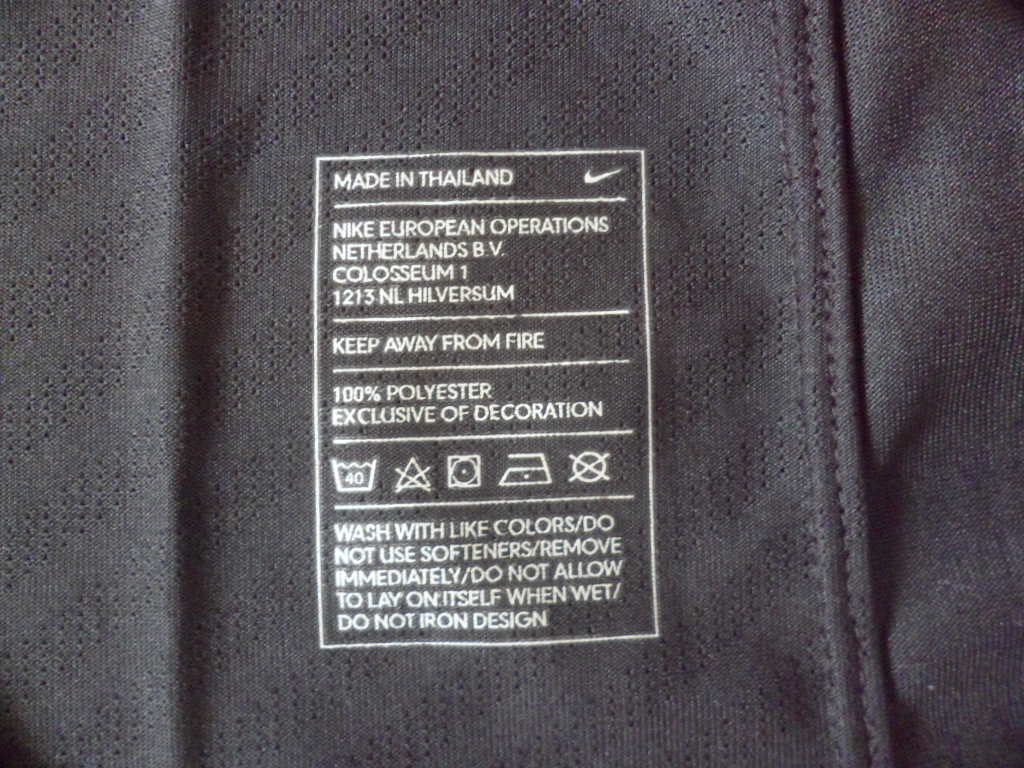 MADE IN THAILAND
NIKE EUROPEAN OPERATIONS
NETHERLANDS B.V.
COLOSSEUM 1
1213 NL HILVERSUM
KEEP AWAY FROM FIRE
100% POLYESTER
EXCLUSIVE OF DECORATION
40
WASH WITH LIKE COLORS/DO
NOT USE SOFTENERS/REMOVE
IMMEDIATELY/DO NOT ALLOW
TO LAY ON ITSELF WHEN WET/
DO NOT IRON DESIGN